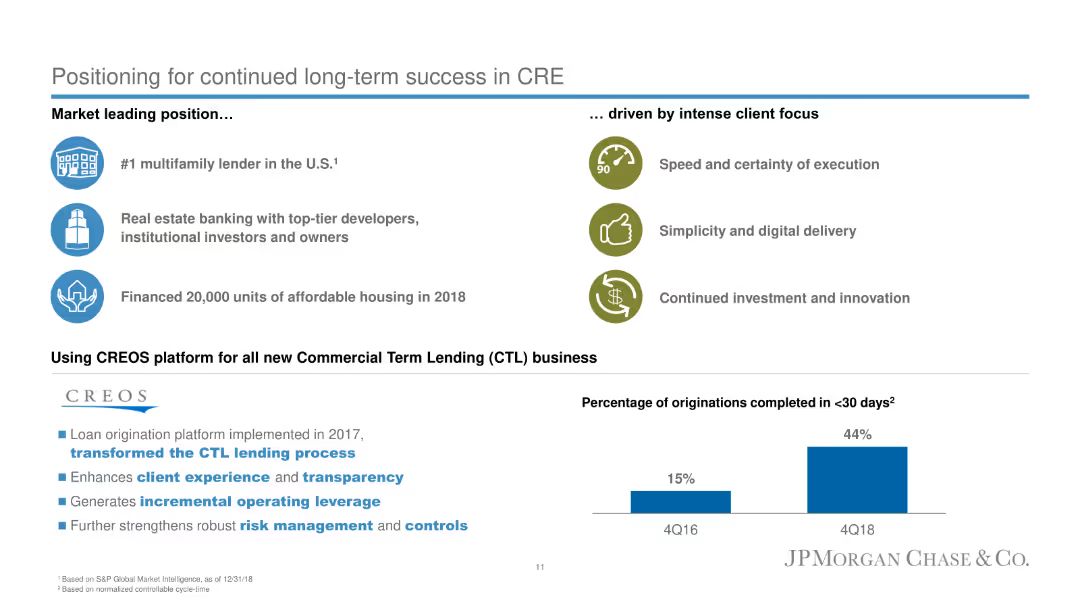 Positioning for continued long-term success in CRE
Market leading position…
#1 multifamily lender in the U.S.¹
Real estate banking with top-tier developers,
institutional investors and owners
Financed 20,000 units of affordable housing in 2018
… driven by intense client focus
90
Speed and certainty of execution
Simplicity and digital delivery
$
Continued investment and innovation
Using CREOS platform for all new Commercial Term Lending (CTL) business
CREOS
■ Loan origination platform implemented in 2017,
transformed the CTL lending process
■ Enhances client experience and transparency
■ Generates incremental operating leverage
■ Further strengthens robust risk management and controls
Percentage of originations completed in <30 days²
15%
44%
4Q16
4Q18
JPMORGAN CHASE & CO.
11
¹ Based on S&P Global Market Intelligence, as of 12/31/18
² Based on normalized controllable cycle-time